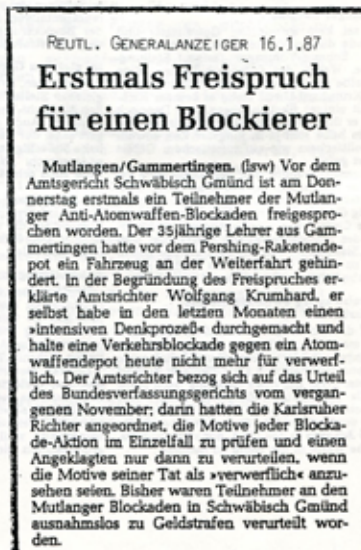 REUTL. GENERALANZEIGER 16.1.87
Erstmals Freispruch
für einen Blockierer
Mutlangen/Gammertingen. (lsw) Vor dem
Amtsgericht Schwäbisch Gmünd ist am Don-
nerstag erstmals ein Teilnehmer der Mutlan-
ger Anti-Atomwaffen-Blockaden freigespro-
chen worden. Der 35jährige Lehrer aus Gam-
mertingen hatte vor dem Pershing-Raketende-
pot ein Fahrzeug an der Weiterfahrt gehin-
dert. In der Begründung des Freispruches er-
klärte Amtsrichter Wolfgang Krumhard, er
selbst habe in den letzten Monaten einen
»intensiven Denkprozeß« durchgemacht und
halte eine Verkehrsblockade gegen ein Atom-
waffendepot heute nicht mehr für verwerf-
lich. Der Amtsrichter bezog sich auf das Urteil
des Bundesverfassungsgerichts vom vergan-
genen November; darin hatten die Karlsruher
Richter angeordnet, die Motive jeder Blocka-
de-Aktion im Einzelfall zu prüfen und einen
Angeklagten nur dann zu verurteilen, wenn
die Motive seiner Tat als »verwerflich« anzu-
sehen seien. Bisher waren Teilnehmer an den
Mutlanger Blockaden in Schwäbisch Gmünd
ausnahmslos zu Geldstrafen verurteilt wor-
den.